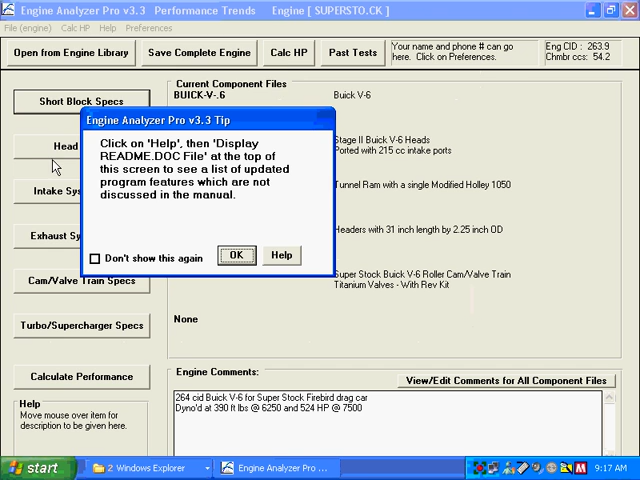 Engine Analyzer Pro v3.3   Performance Trends    Engine [ SUPERSTO.CK ]
File (engine)   Calc HP   Help   Preferences
Open from Engine Library
Save Complete Engine
Calc HP
Past Tests
Your name and phone # can go
here.  Click on Preferences.
Eng CID :  263.9
Chmbr ccs:  54.2
Short Block Specs
Head
Intake Sy
Exhaust Sy
Cam/Valve Train Specs
Turbo/Supercharger Specs
Calculate Performance
Help
Move mouse over item for
description to be given here.
Current Component Files
BUICK-V-.6
Buick V-6
Stage II Buick V-6 Heads
Ported with 215 cc intake ports
Tunnel Ram with a single Modified Holley 1050
Headers with 31 inch length by 2.25 inch OD
Super Stock Buick V-6 Roller Cam/Valve Train
Titanium Valves - With Rev Kit
None
Engine Analyzer Pro v3.3 Tip
Click on 'Help', then 'Display
README.DOC File' at the top of
this screen to see a list of updated
program features which are not
discussed in the manual.
Don't show this again
OK
Help
Engine Comments:
View/Edit Comments for All Component Files
264 cid Buick V-6 for Super Stock Firebird drag car
Dyno'd at 390 ft lbs @ 6250 and 524 HP @ 7500
start
2 Windows Explorer
Engine Analyzer Pro ...
9:17 AM